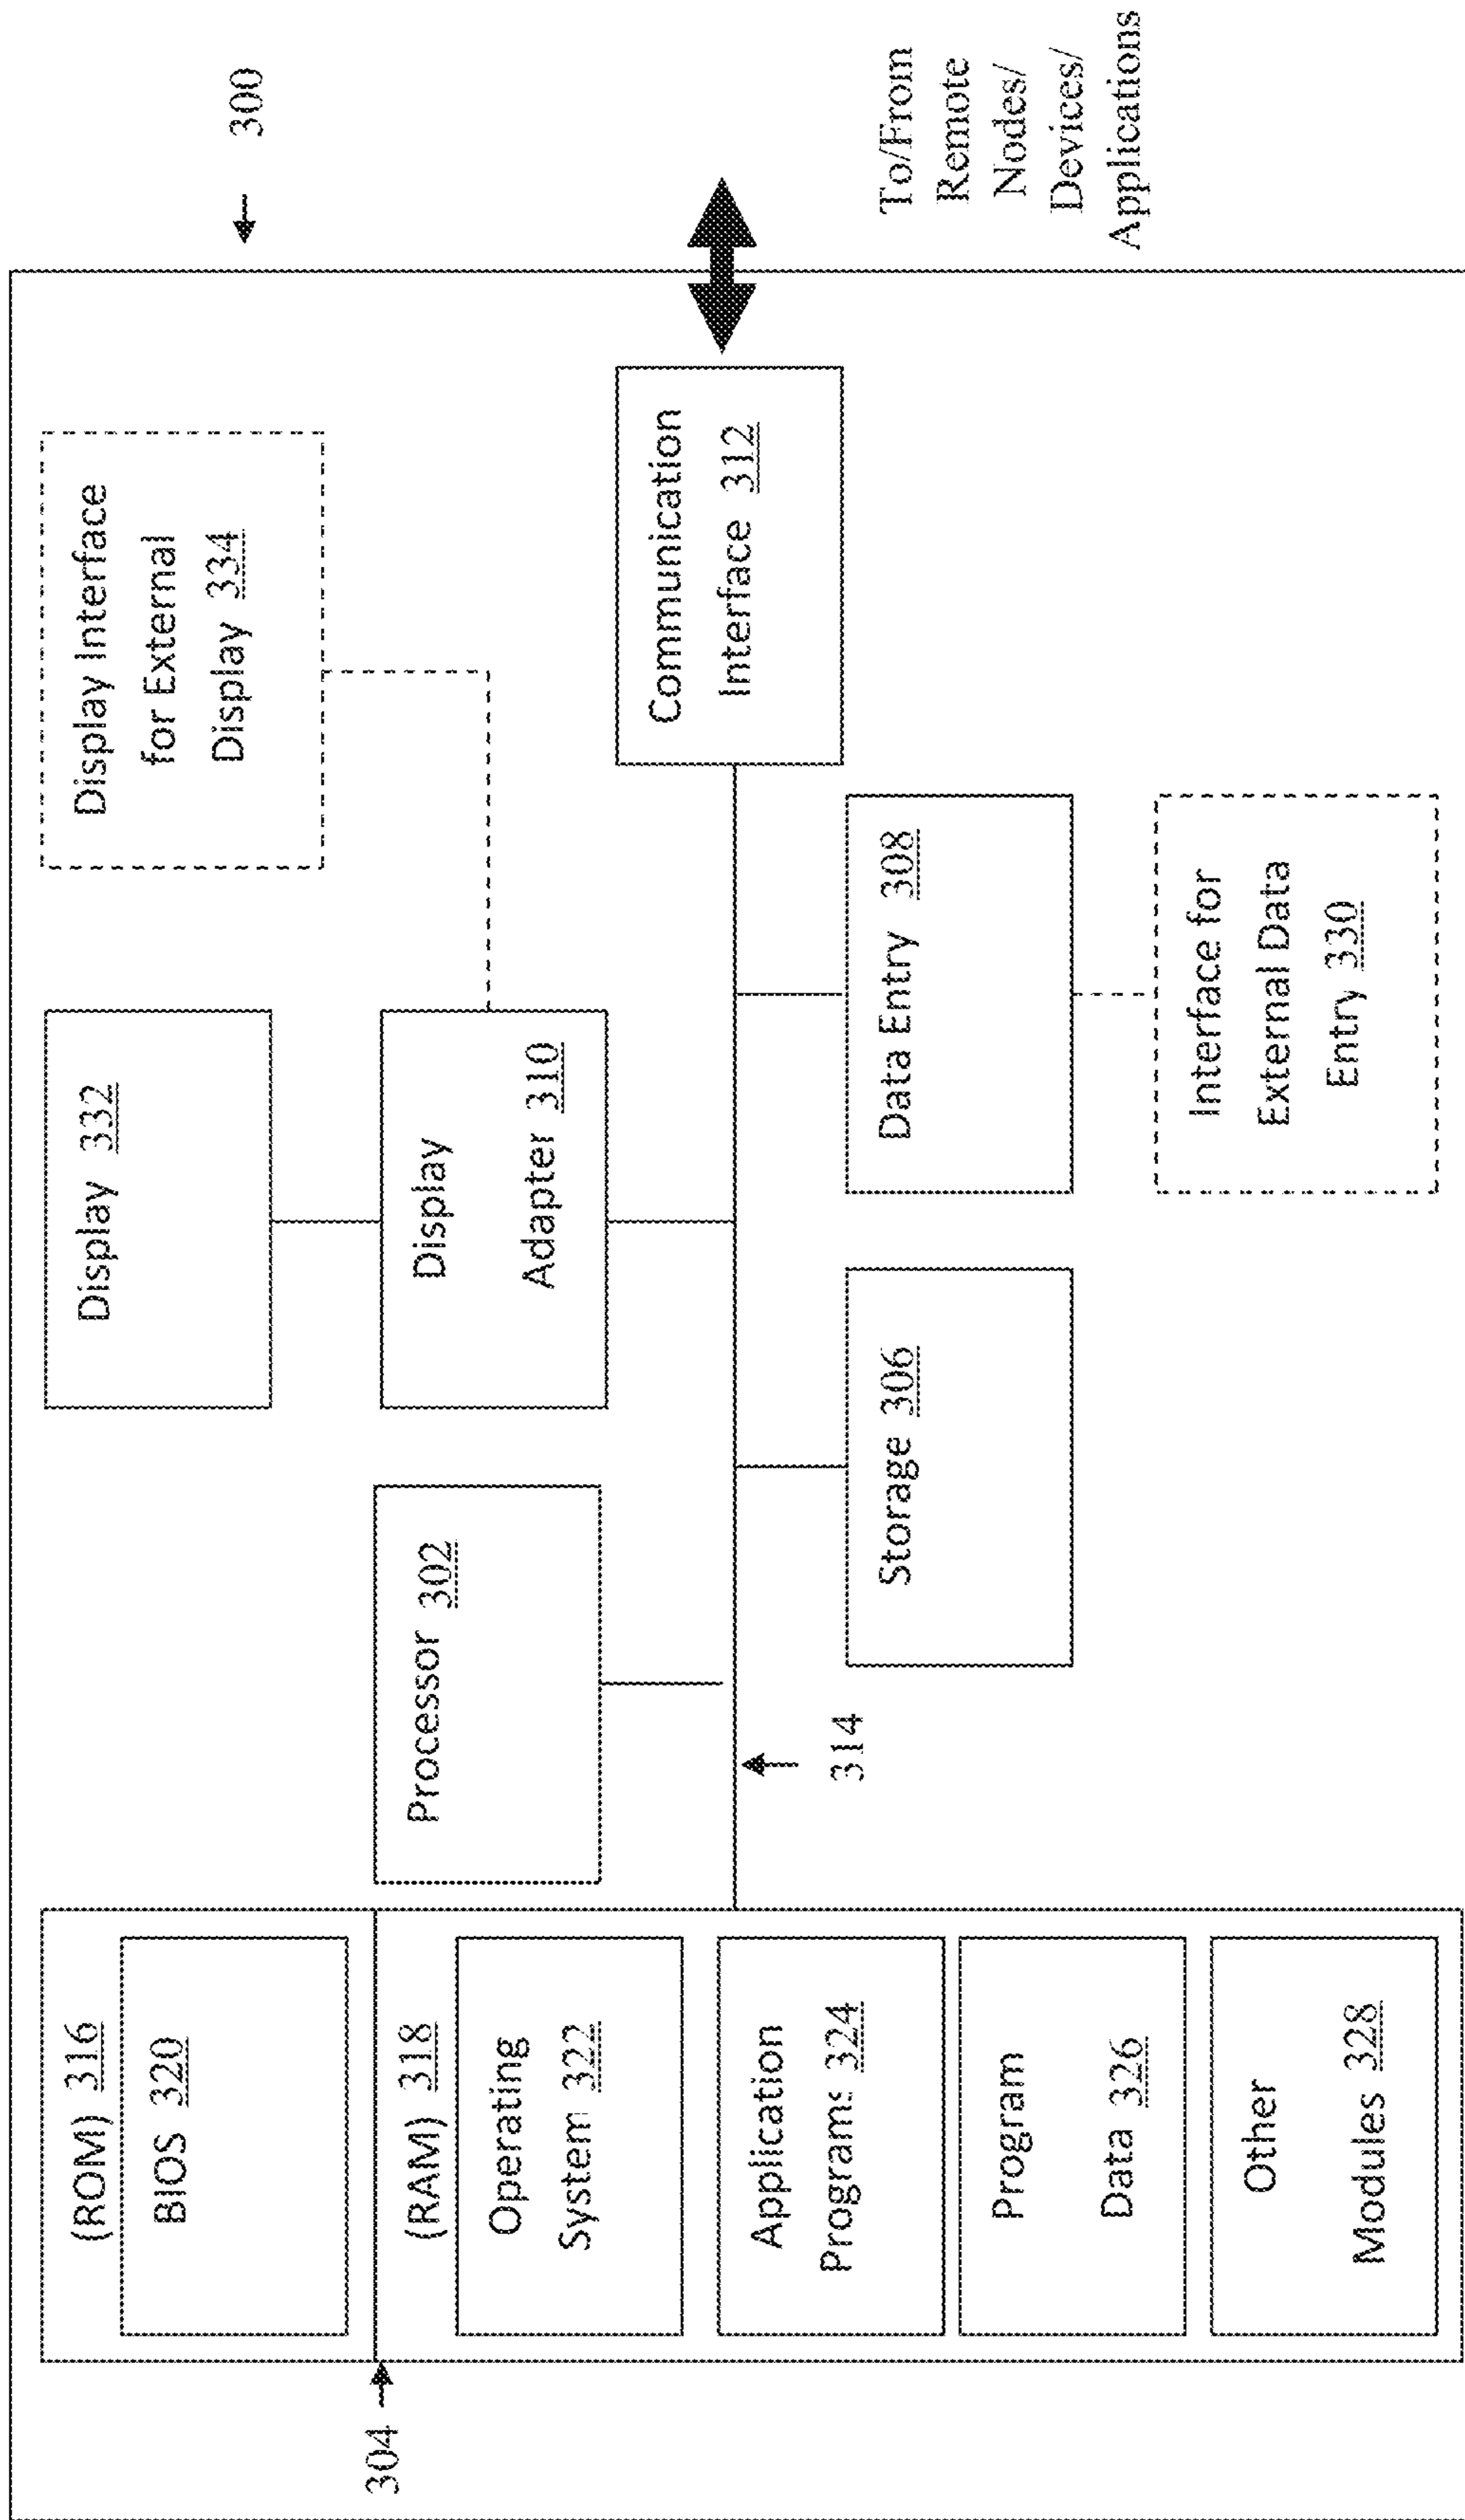 300
(ROM) 316
BIOS 320
304
(RAM) 318
Operating
System 322
Application
Programs 324
Program
Data 326
Other
Modules 328
Processor 302
314
Display 332
Display
Adapter 310
Storage 306
Display Interface
for External
Display 334
Data Entry 308
Interface for
External Data
Entry 330
Communication
Interface 312
To/From
Remote
Nodes/
Devices/
Applications